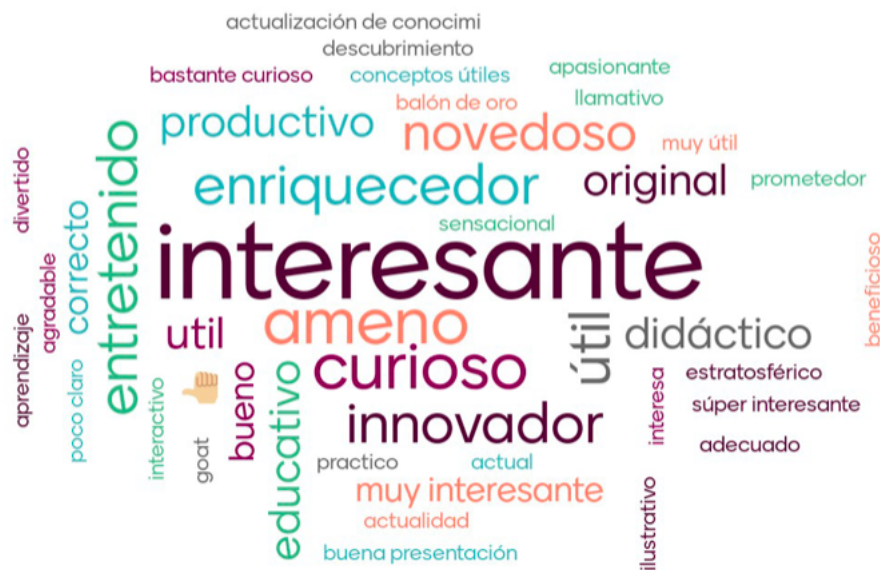 actualización de conocimi
descubrimiento
bastante curioso
conceptos útiles
apasionante
balón de oro
llamativo
productivo
novedoso
muy útil
divertido
entretenido
enriquecedor
original
prometedor
sensacional
correcto
agradable
interesante
beneficioso
aprendizaje
util
ameno
útil
didáctico
poco claro
interactivo
goat
bueno
educativo
curioso
interesa
estratosférico
súper interesante
innovador
adecuado
practico
actual
muy interesante
ilustrativo
actualidad
buena presentación